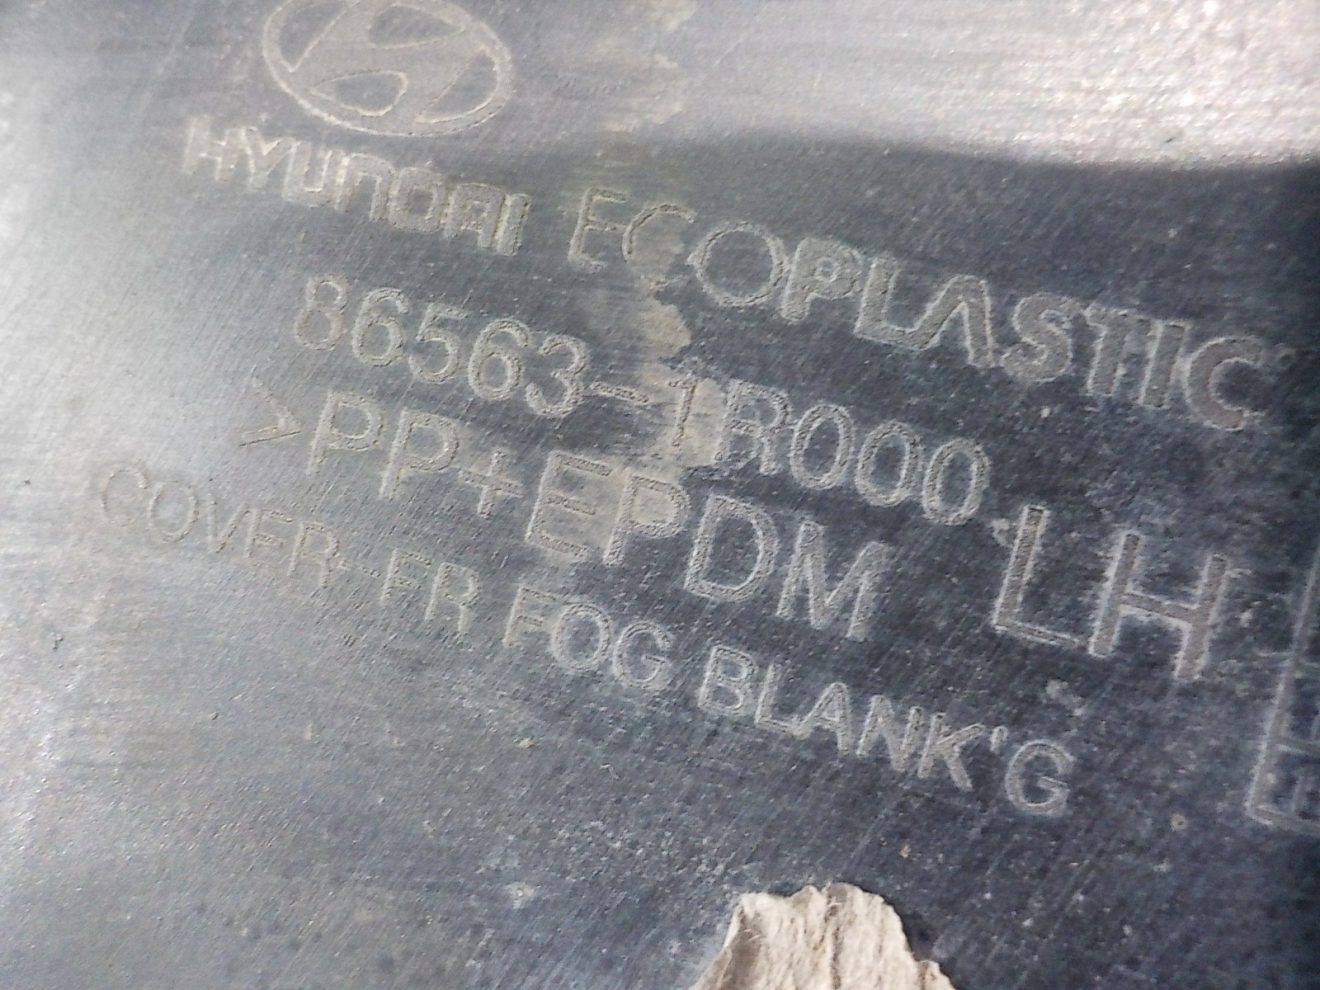 HYUNDAI ECOPLASTIC
86563-1R000
>PP+EPDM LH
COVER-FR FOG BLANK'G